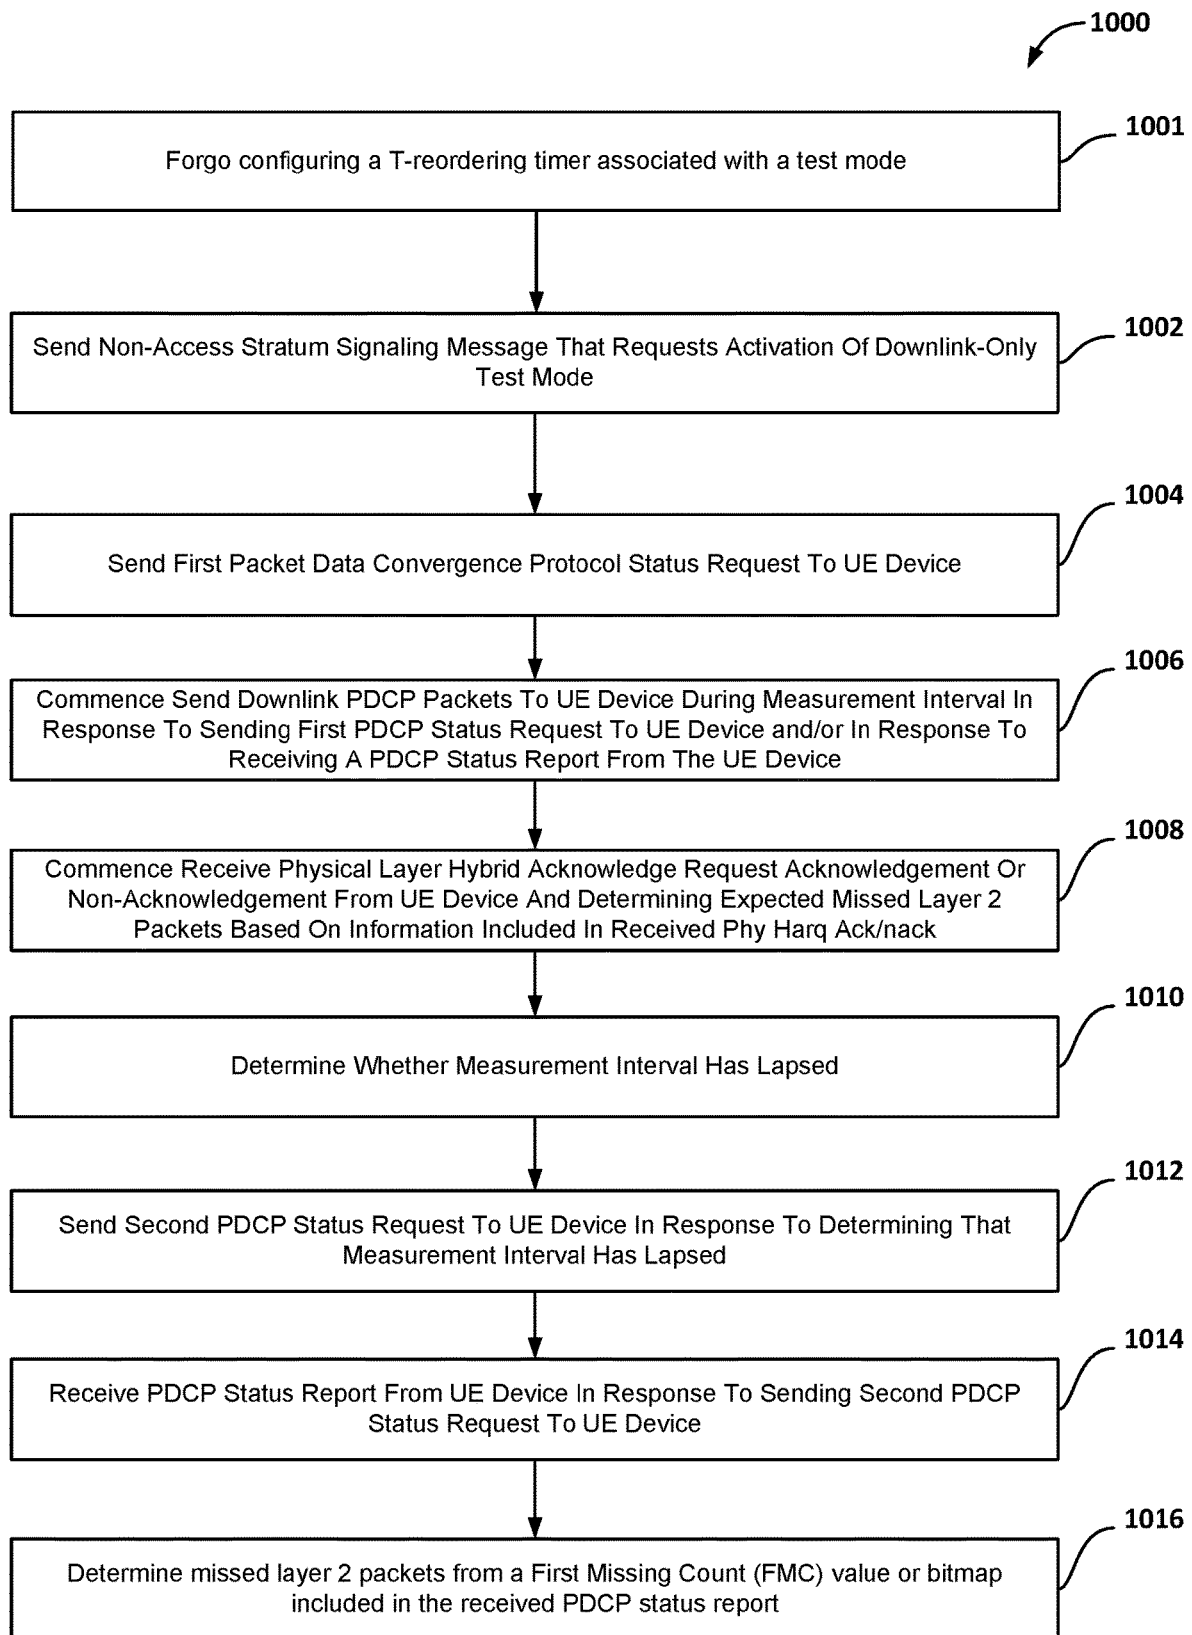 1000
1001
Forgo configuring a T-reordering timer associated with a test mode
1002
Send Non-Access Stratum Signaling Message That Requests Activation Of Downlink-Only
Test Mode
1004
Send First Packet Data Convergence Protocol Status Request To UE Device
1006
Commence Send Downlink PDCP Packets To UE Device During Measurement Interval In
Response To Sending First PDCP Status Request To UE Device and/or In Response To
Receiving A PDCP Status Report From The UE Device
1008
Commence Receive Physical Layer Hybrid Acknowledge Request Acknowledgement Or
Non-Acknowledgement From UE Device And Determining Expected Missed Layer 2
Packets Based On Information Included In Received Phy Harq Ack/nack
1010
Determine Whether Measurement Interval Has Lapsed
1012
Send Second PDCP Status Request To UE Device In Response To Determining That
Measurement Interval Has Lapsed
1014
Receive PDCP Status Report From UE Device In Response To Sending Second PDCP
Status Request To UE Device
1016
Determine missed layer 2 packets from a First Missing Count (FMC) value or bitmap
included in the received PDCP status report